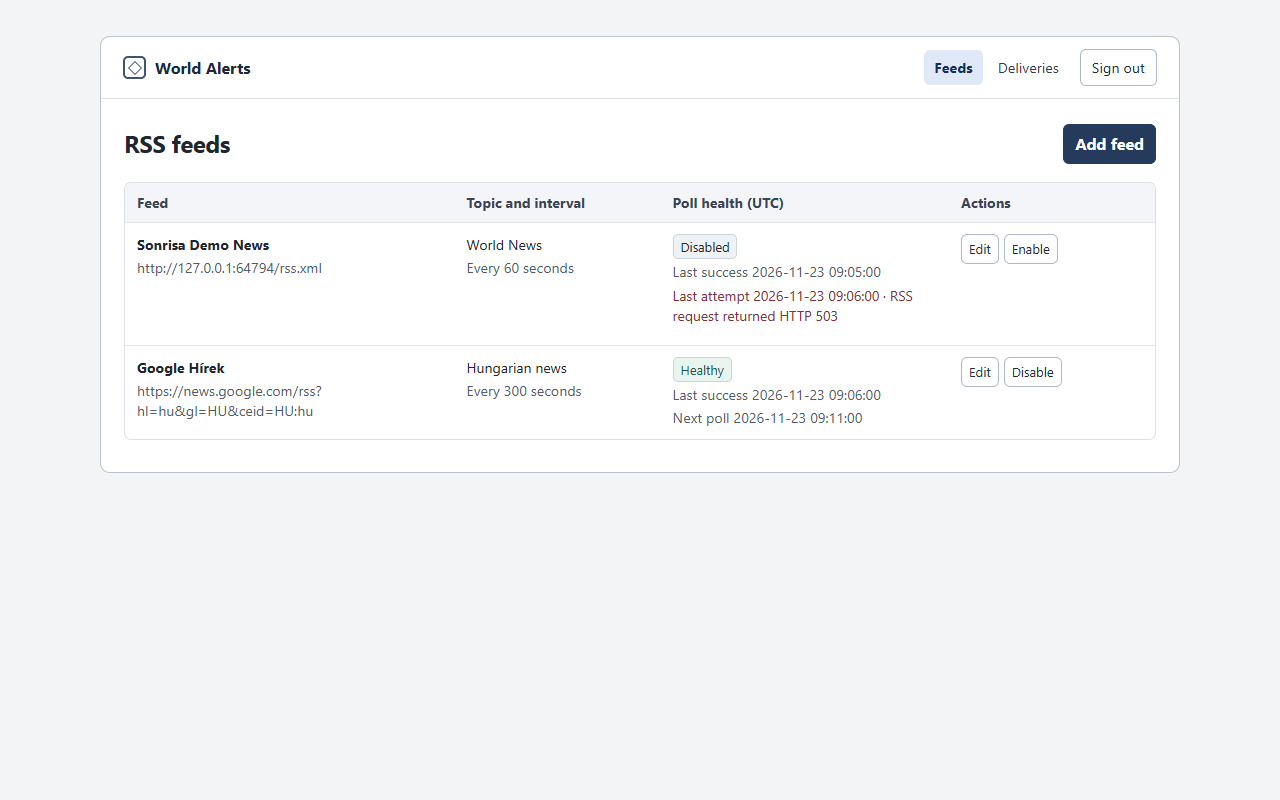 World Alerts
Feeds
Deliveries
Sign out
RSS feeds
Add feed
Feed
Topic and interval
Poll health (UTC)
Actions
Sonrisa Demo News
http://127.0.0.1:64794/rss.xml
World News
Every 60 seconds
Disabled
Last success 2026-11-23 09:05:00
Last attempt 2026-11-23 09:06:00 · RSS
request returned HTTP 503
Edit
Enable
Google Hírek
https://news.google.com/rss?
hl=hu&gl=HU&ceid=HU:hu
Hungarian news
Every 300 seconds
Healthy
Last success 2026-11-23 09:06:00
Next poll 2026-11-23 09:11:00
Edit
Disable